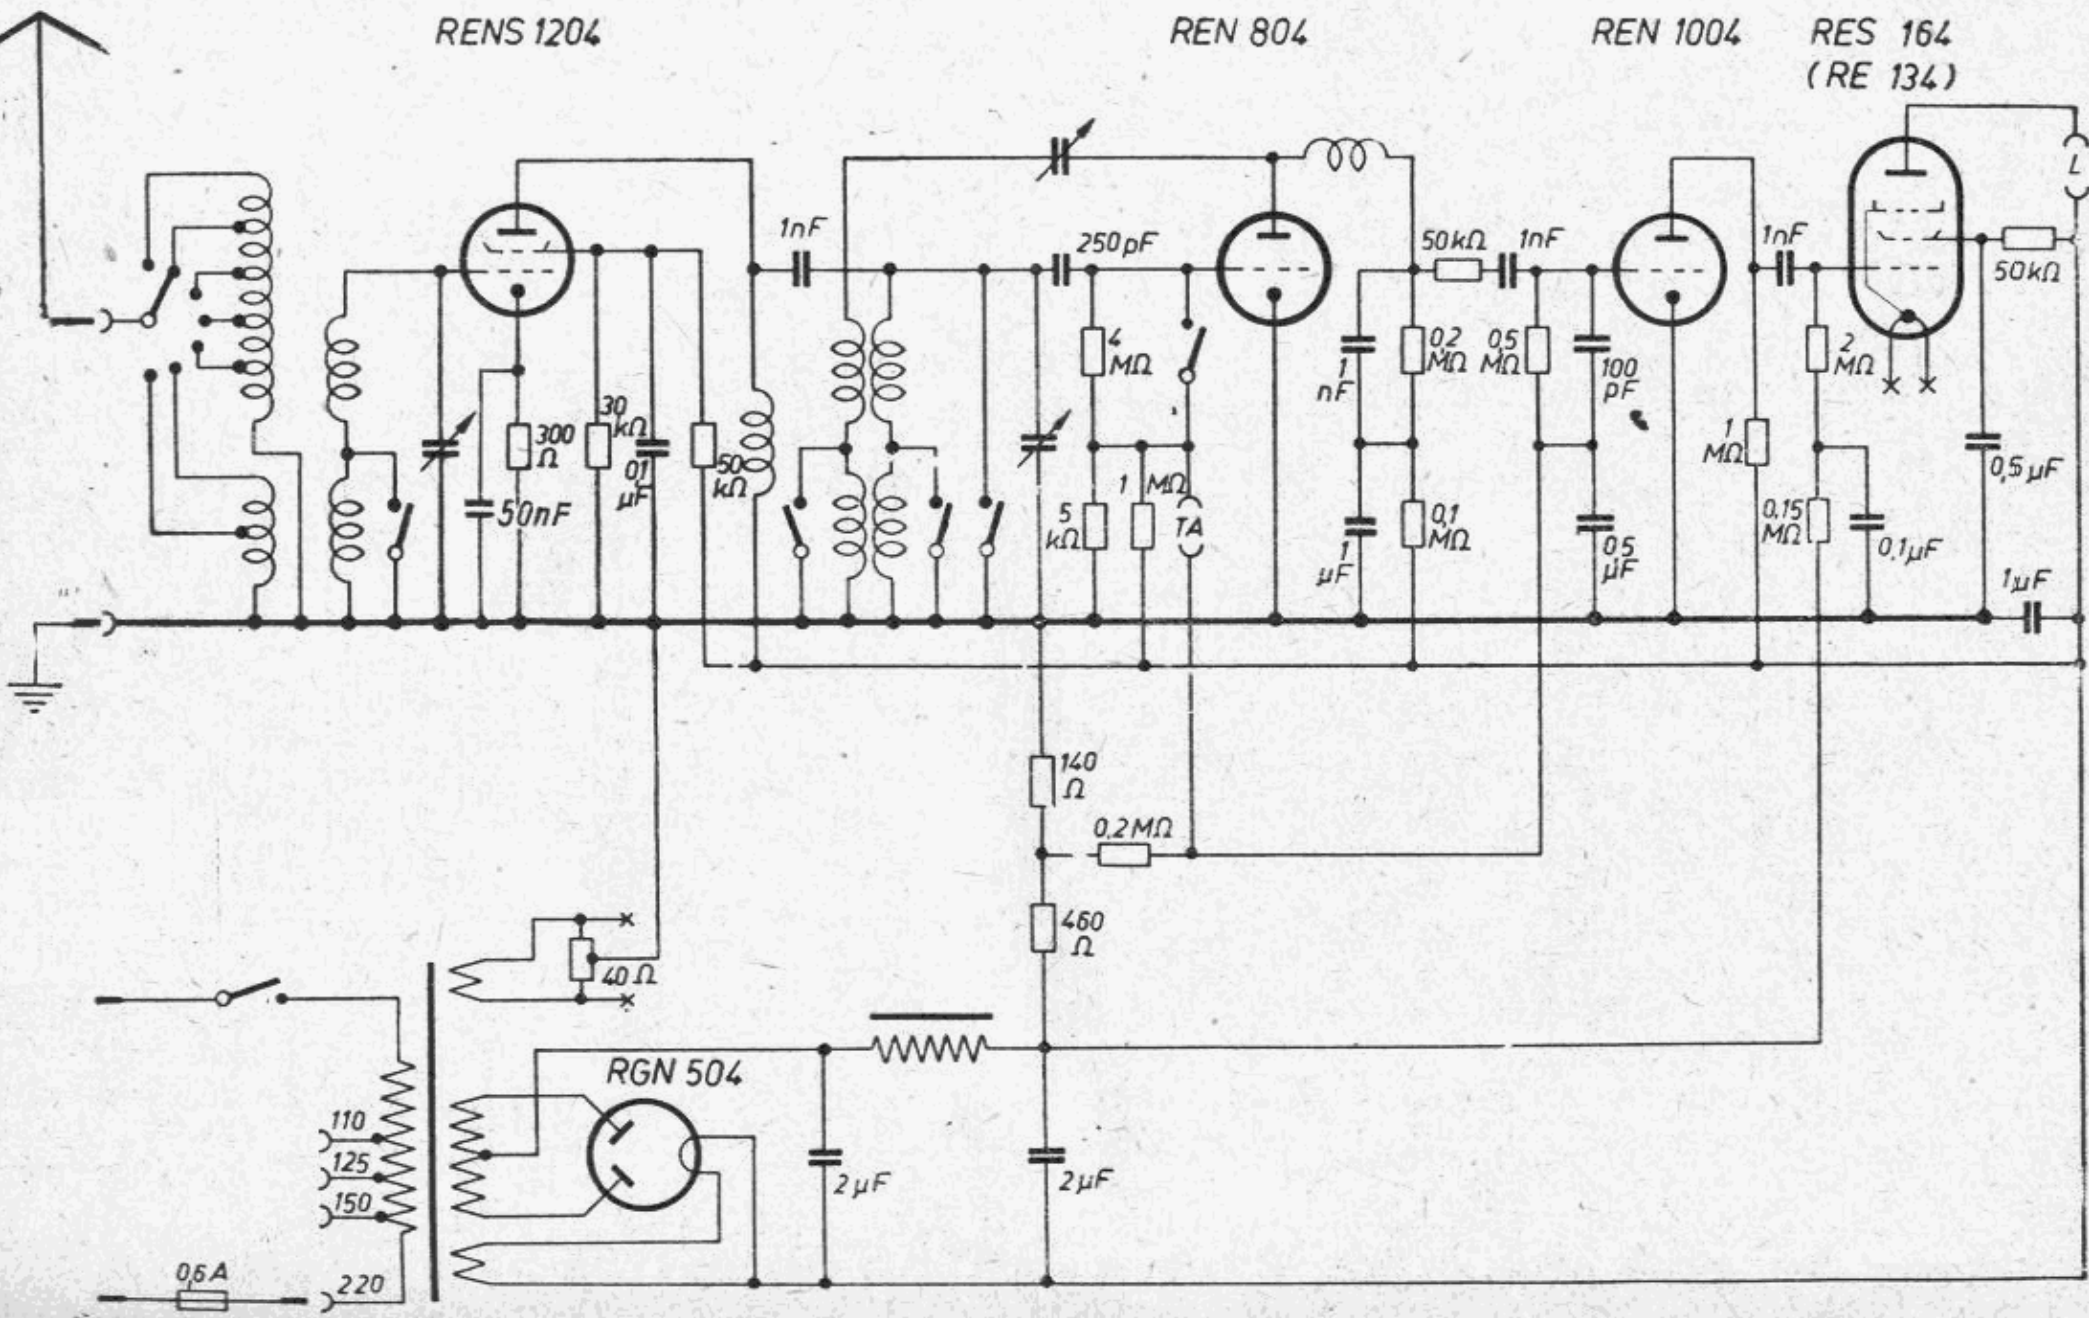 RENS 1204
REN 804
REN 1004
RES 164
(RE 134)
L
1nF
250pF
50kΩ
1nF
1nF
50kΩ
4
MΩ
1
nF
0,2
MΩ
0,5
MΩ
100
pF
2
MΩ
300
Ω
30
kΩ
0,1
µF
50
kΩ
1
MΩ
0,5µF
50nF
5
kΩ
1 MΩ
TA
1
µF
0,1
MΩ
0,5
µF
0,15
MΩ
0,1µF
1µF
140
Ω
0,2MΩ
460
Ω
40Ω
RGN 504
110
125
150
2µF
2µF
0,6A
220